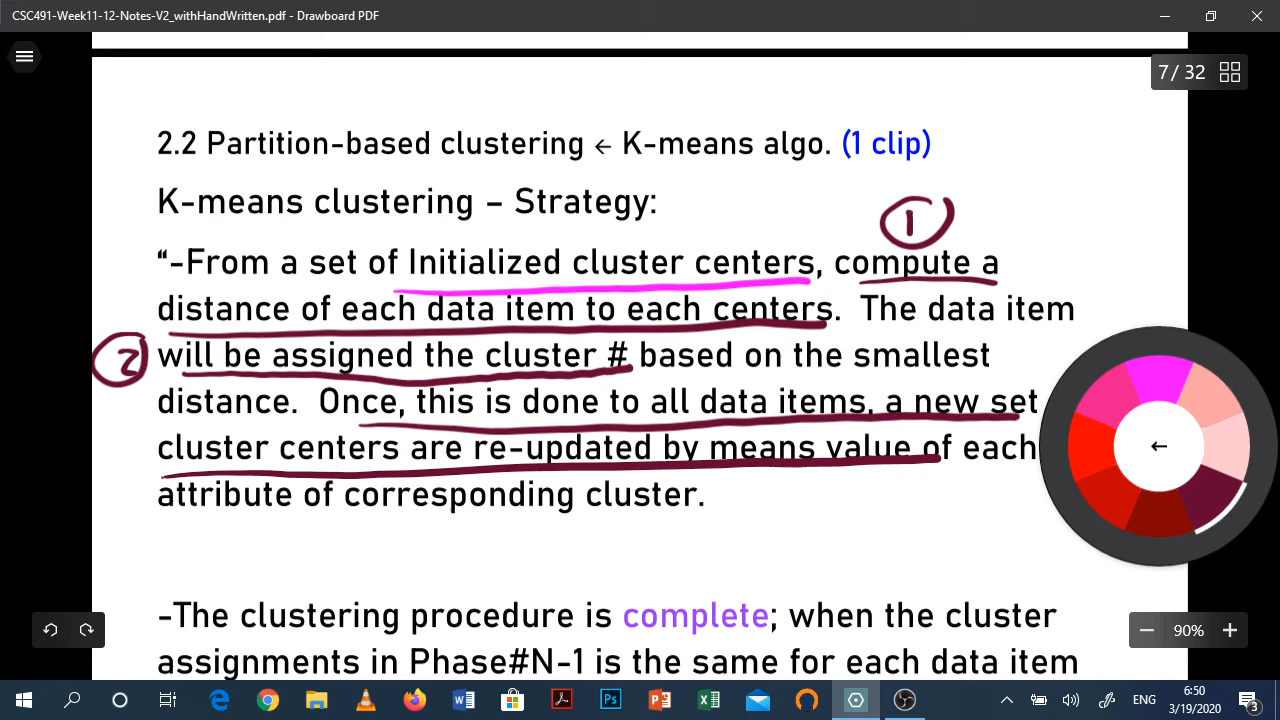 CSC491-Week11-12-Notes-V2_withHandWritten.pdf - Drawboard PDF
7 / 32
2.2 Partition-based clustering ← K-means algo. (1 clip)
K-means clustering – Strategy:
1
“-From a set of Initialized cluster centers, compute a
distance of each data item to each centers. The data item
2
will be assigned the cluster # based on the smallest
distance. Once, this is done to all data items, a new set
cluster centers are re-updated by means value of each
attribute of corresponding cluster.
-The clustering procedure is complete; when the cluster
90%
assignments in Phase#N-1 is the same for each data item
ENG
6:50
3/19/2020
3